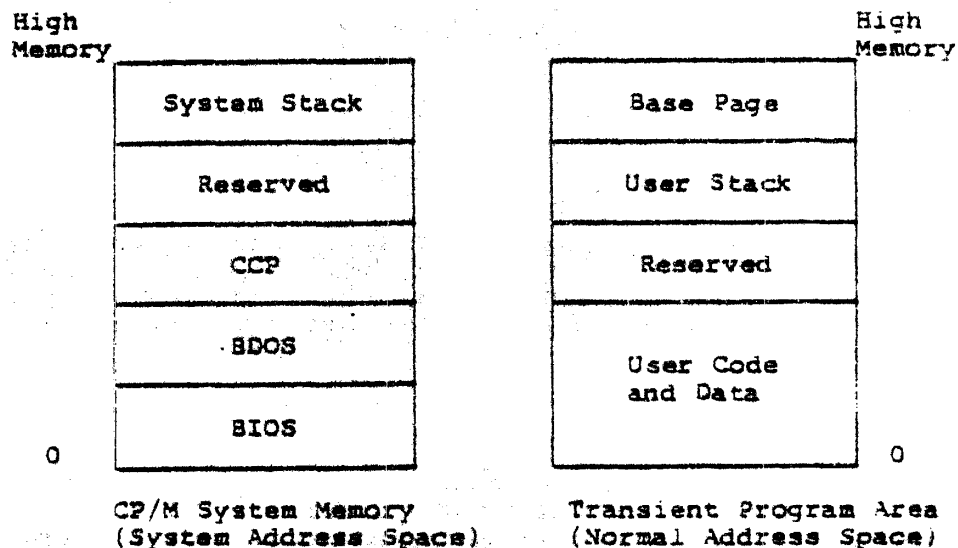 High
Memory
System Stack
Reserved
CCP
BDOS
BIOS
0
CP/M System Memory
(System Address Space)
High
Memory
Base Page
User Stack
Reserved
User Code
and Data
0
Transient Program Area
(Normal Address Space)